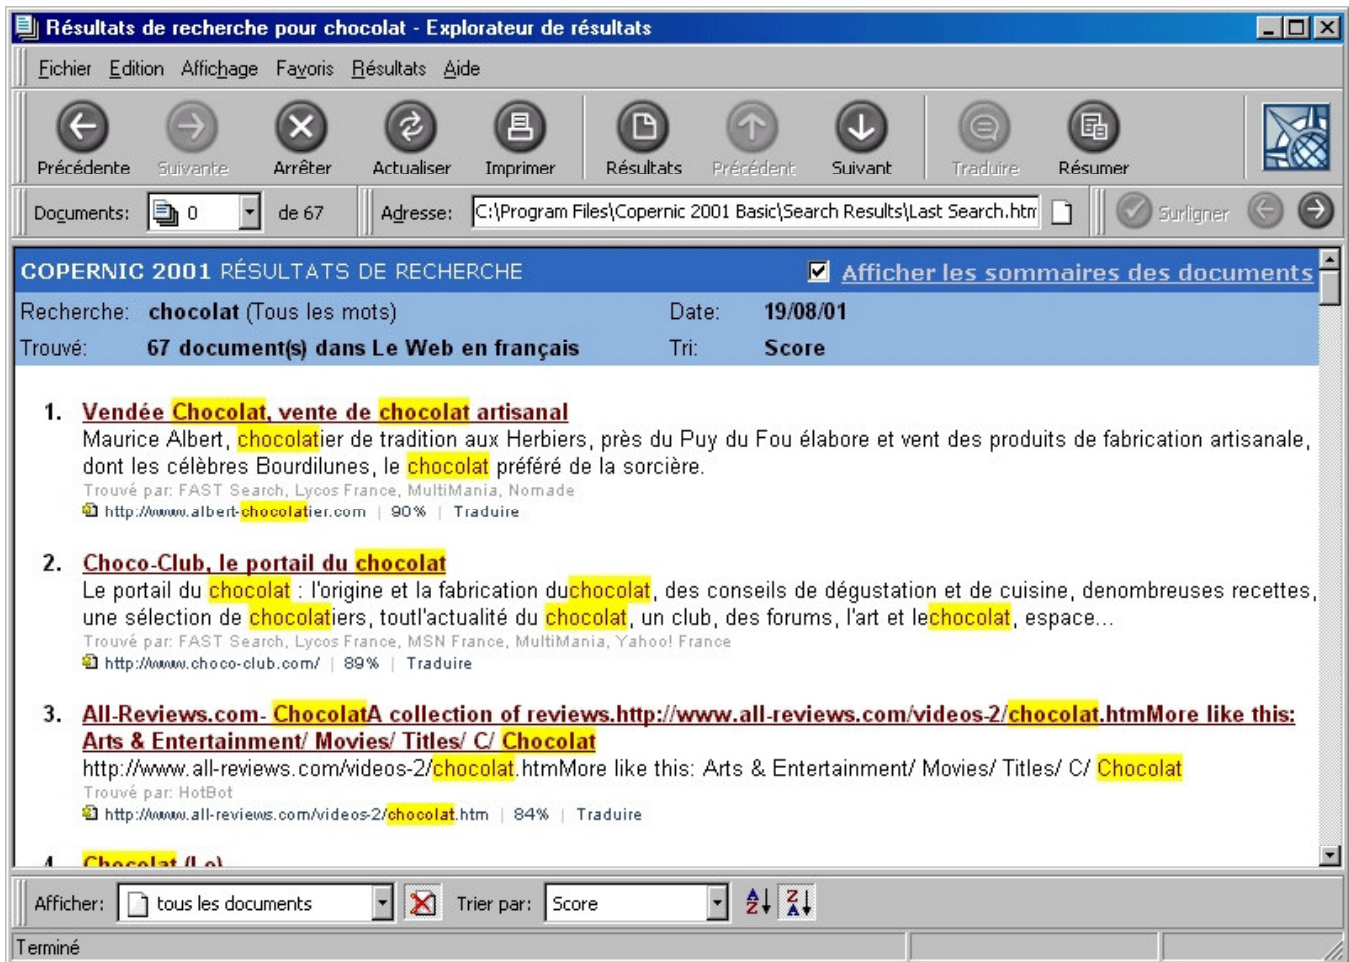 Résultats de recherche pour chocolat - Explorateur de résultats
Fichier Edition Affichage Favoris Résultats Aide
Précédente Suivante Arrêter Actualiser Imprimer Résultats Précédent Suivant Traduire Résumer
Documents: 0 de 67 Adresse: C:\Program Files\Copernic 2001 Basic\Search Results\Last Search.htm Surligner
COPERNIC 2001 RÉSULTATS DE RECHERCHE Afficher les sommaires des documents
Recherche: chocolat (Tous les mots) Date: 19/08/01
Trouvé: 67 document(s) dans Le Web en français Tri: Score
1. Vendée Chocolat, vente de chocolat artisanal
Maurice Albert, chocolatier de tradition aux Herbiers, près du Puy du Fou élabore et vent des produits de fabrication artisanale,
dont les célèbres Bourdilunes, le chocolat préféré de la sorcière.
Trouvé par: FAST Search, Lycos France, MultiMania, Nomade
http://www.albert-chocolatier.com | 90% | Traduire
2. Choco-Club, le portail du chocolat
Le portail du chocolat : l'origine et la fabrication duchocolat, des conseils de dégustation et de cuisine, denombreuses recettes,
une sélection de chocolatiers, toutl'actualité du chocolat, un club, des forums, l'art et lechocolat, espace...
Trouvé par: FAST Search, Lycos France, MSN France, MultiMania, Yahoo! France
http://www.choco-club.com/ | 89% | Traduire
3. All-Reviews.com- ChocolatA collection of reviews.http://www.all-reviews.com/videos-2/chocolat.htmMore like this:
Arts & Entertainment/ Movies/ Titles/ C/ Chocolat
http://www.all-reviews.com/videos-2/chocolat.htmMore like this: Arts & Entertainment/ Movies/ Titles/ C/ Chocolat
Trouvé par: HotBot
http://www.all-reviews.com/videos-2/chocolat.htm | 84% | Traduire
4. Chocolat (Le)
Afficher: tous les documents Trier par: Score A Z Z A
Terminé